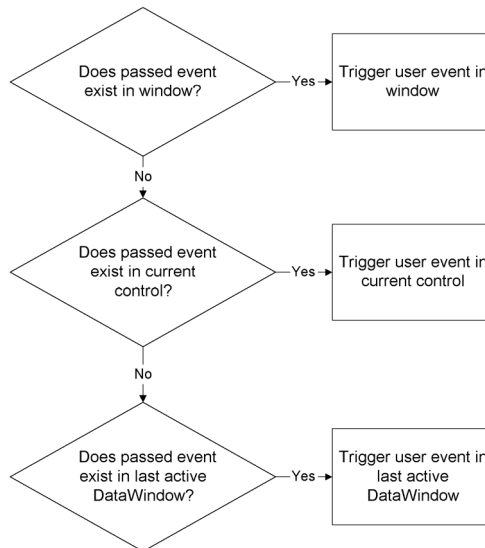 Does passed event
exist in window?
Yes
Trigger user event in
window
No
Does passed event
exist in current
control?
Yes
Trigger user event in
current control
No
Does passed event
exist in last active
DataWindow?
Yes
Trigger user event in
last active
DataWindow